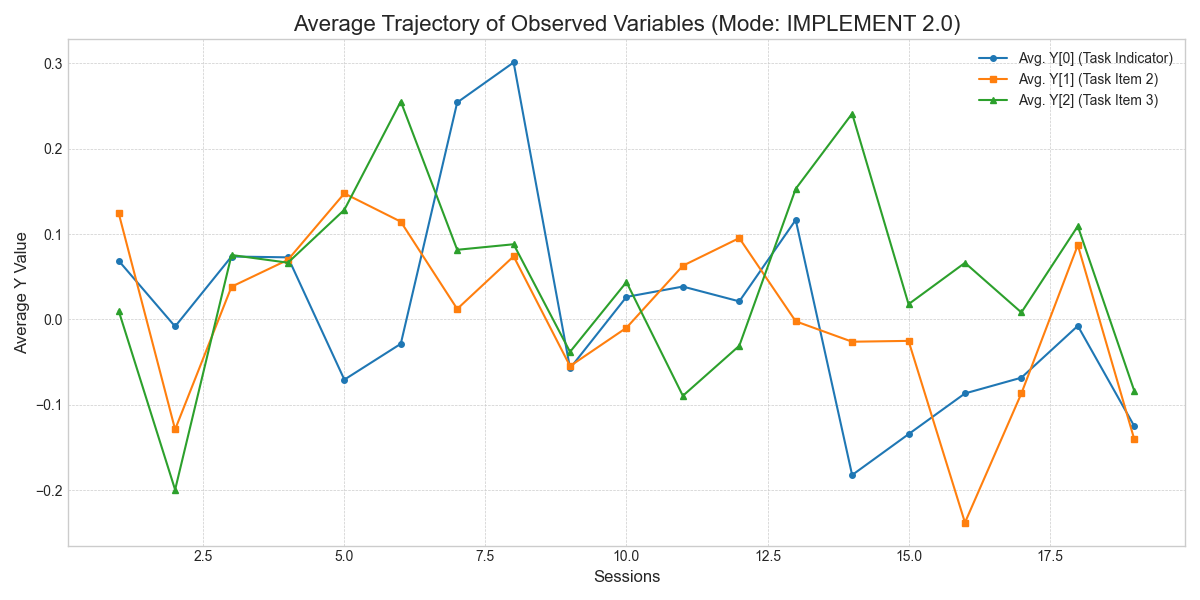 Average Trajectory of Observed Variables (Mode: IMPLEMENT 2.0)
Avg. Y[0] (Task Indicator)
Avg. Y[1] (Task Item 2)
Avg. Y[2] (Task Item 3)
Average Y Value
0.3
0.2
0.1
0.0
−0.1
−0.2
2.5 5.0 7.5 10.0 12.5 15.0 17.5
Sessions